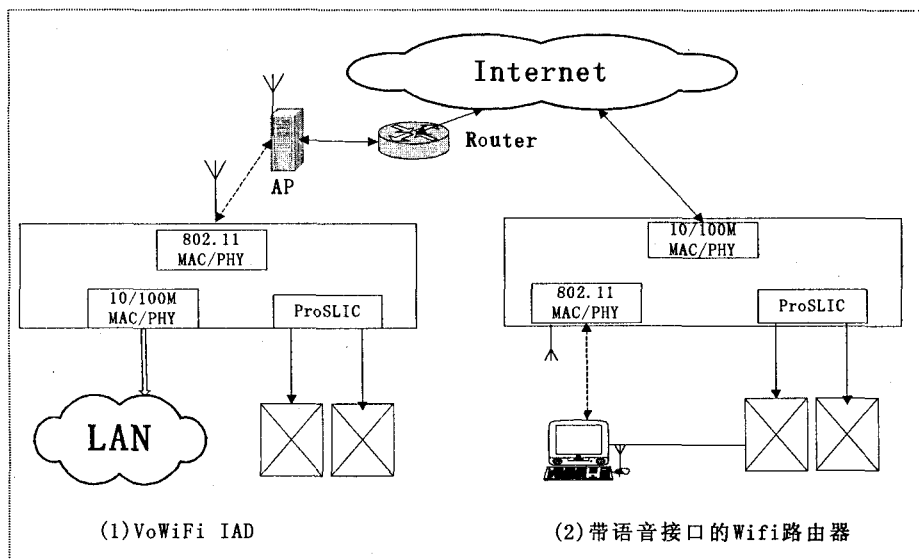 Internet
Router
AP
802.11
MAC/PHY
10/100M
MAC/PHY
ProSLIC
LAN
10/100M
MAC/PHY
802.11
MAC/PHY
ProSLIC
(1)VoWiFi IAD
(2)带语音接口的Wifi路由器